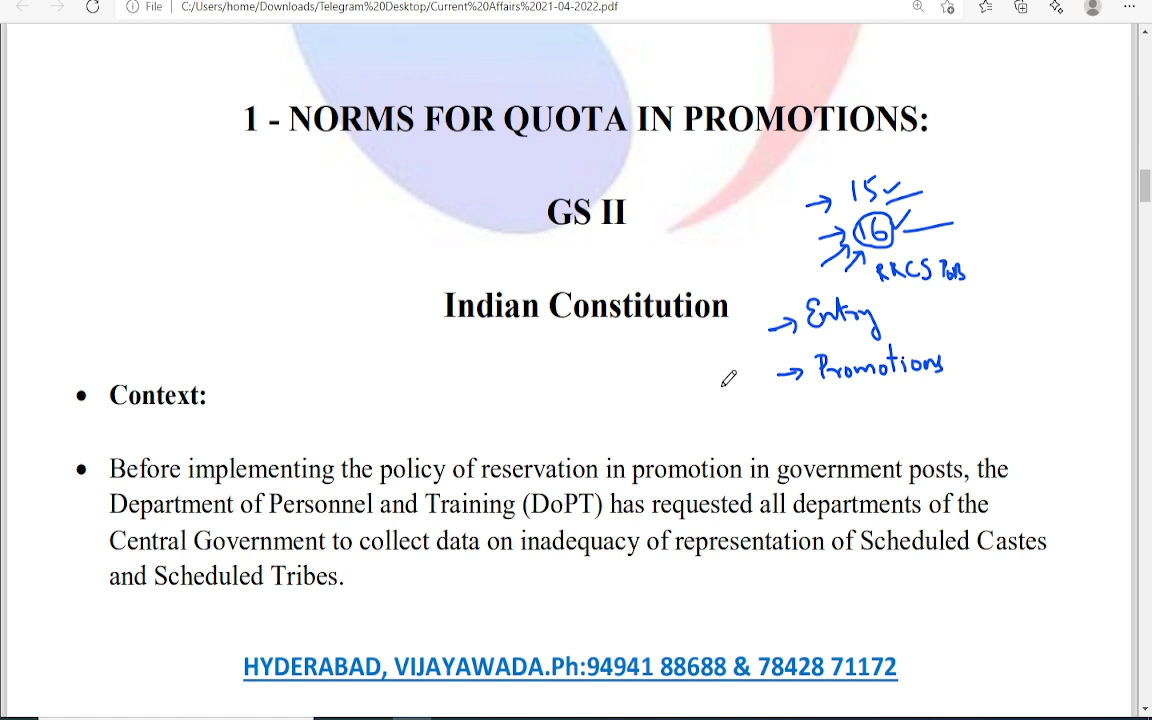 File
C:/Users/home/Downloads/Telegram%20Desktop/Current%20Affairs%2021-04-2022.pdf
1 - NORMS FOR QUOTA IN PROMOTIONS:
→ 15
GS II
→ 16
→ Entry
Indian Constitution
→ Promotions
• Context:
• Before implementing the policy of reservation in promotion in government posts, the
Department of Personnel and Training (DoPT) has requested all departments of the
Central Government to collect data on inadequacy of representation of Scheduled Castes
and Scheduled Tribes.
HYDERABAD, VIJAYAWADA.Ph:94941 88688 & 78428 71172